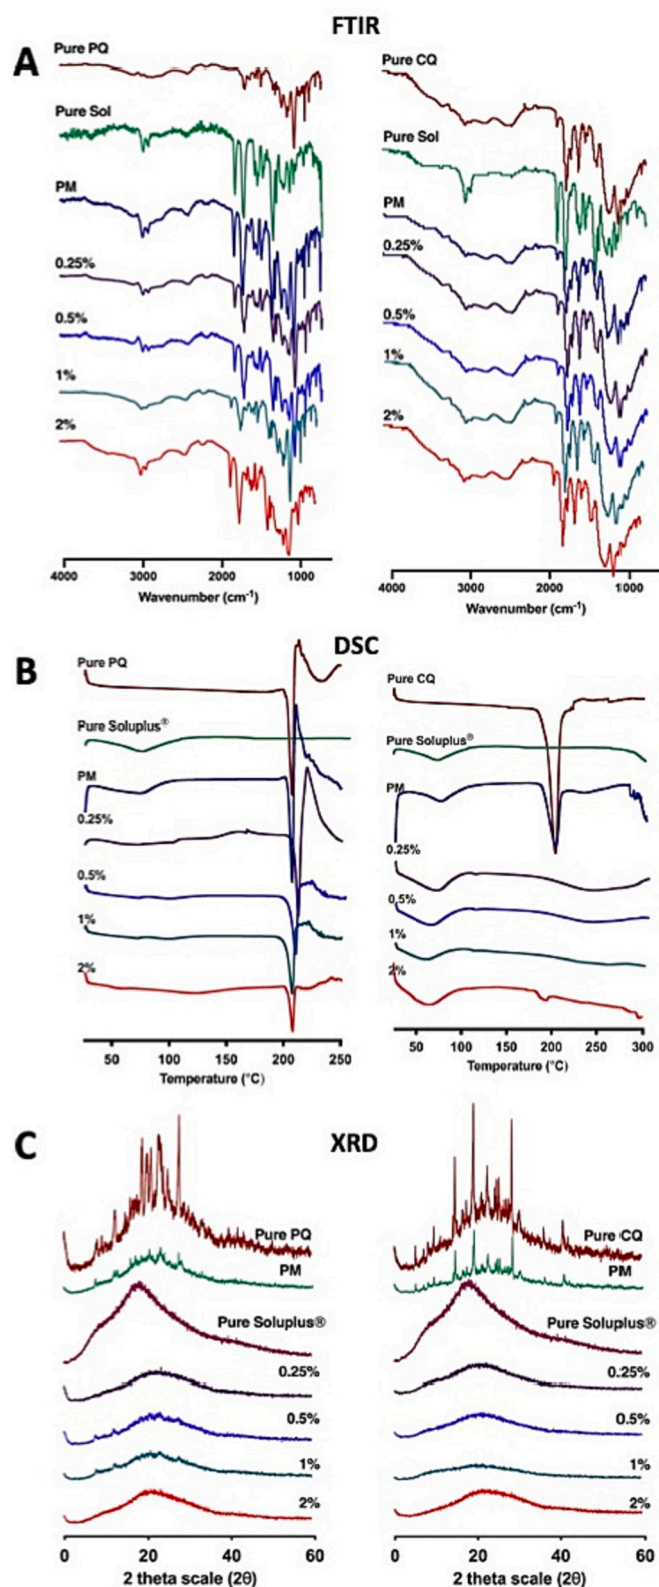 FTIR
A
Pure PQ
Pure Sol
PM
0.25%
0.5%
1%
2%
4000 3000 2000 1000
Wavenumber (cm-1)
Pure CQ
Pure Sol
PM
0.25%
0.5%
1%
2%
4000 3000 2000 1000
Wavenumber (cm-1)
DSC
B
Pure PQ
Pure Soluplus®
PM
0.25%
0.5%
1%
2%
50 100 150 200 250
Temperature (°C)
Pure CQ
Pure Soluplus®
PM
0.25%
0.5%
1%
2%
50 100 150 200 250 300
Temperature (°C)
XRD
C
Pure PQ
PM
Pure Soluplus®
0.25%
0.5%
1%
2%
0 20 40 60
2 theta scale (2θ)
Pure CQ
PM
Pure Soluplus®
0.25%
0.5%
1%
2%
0 20 40 60
2 theta scale (2θ)